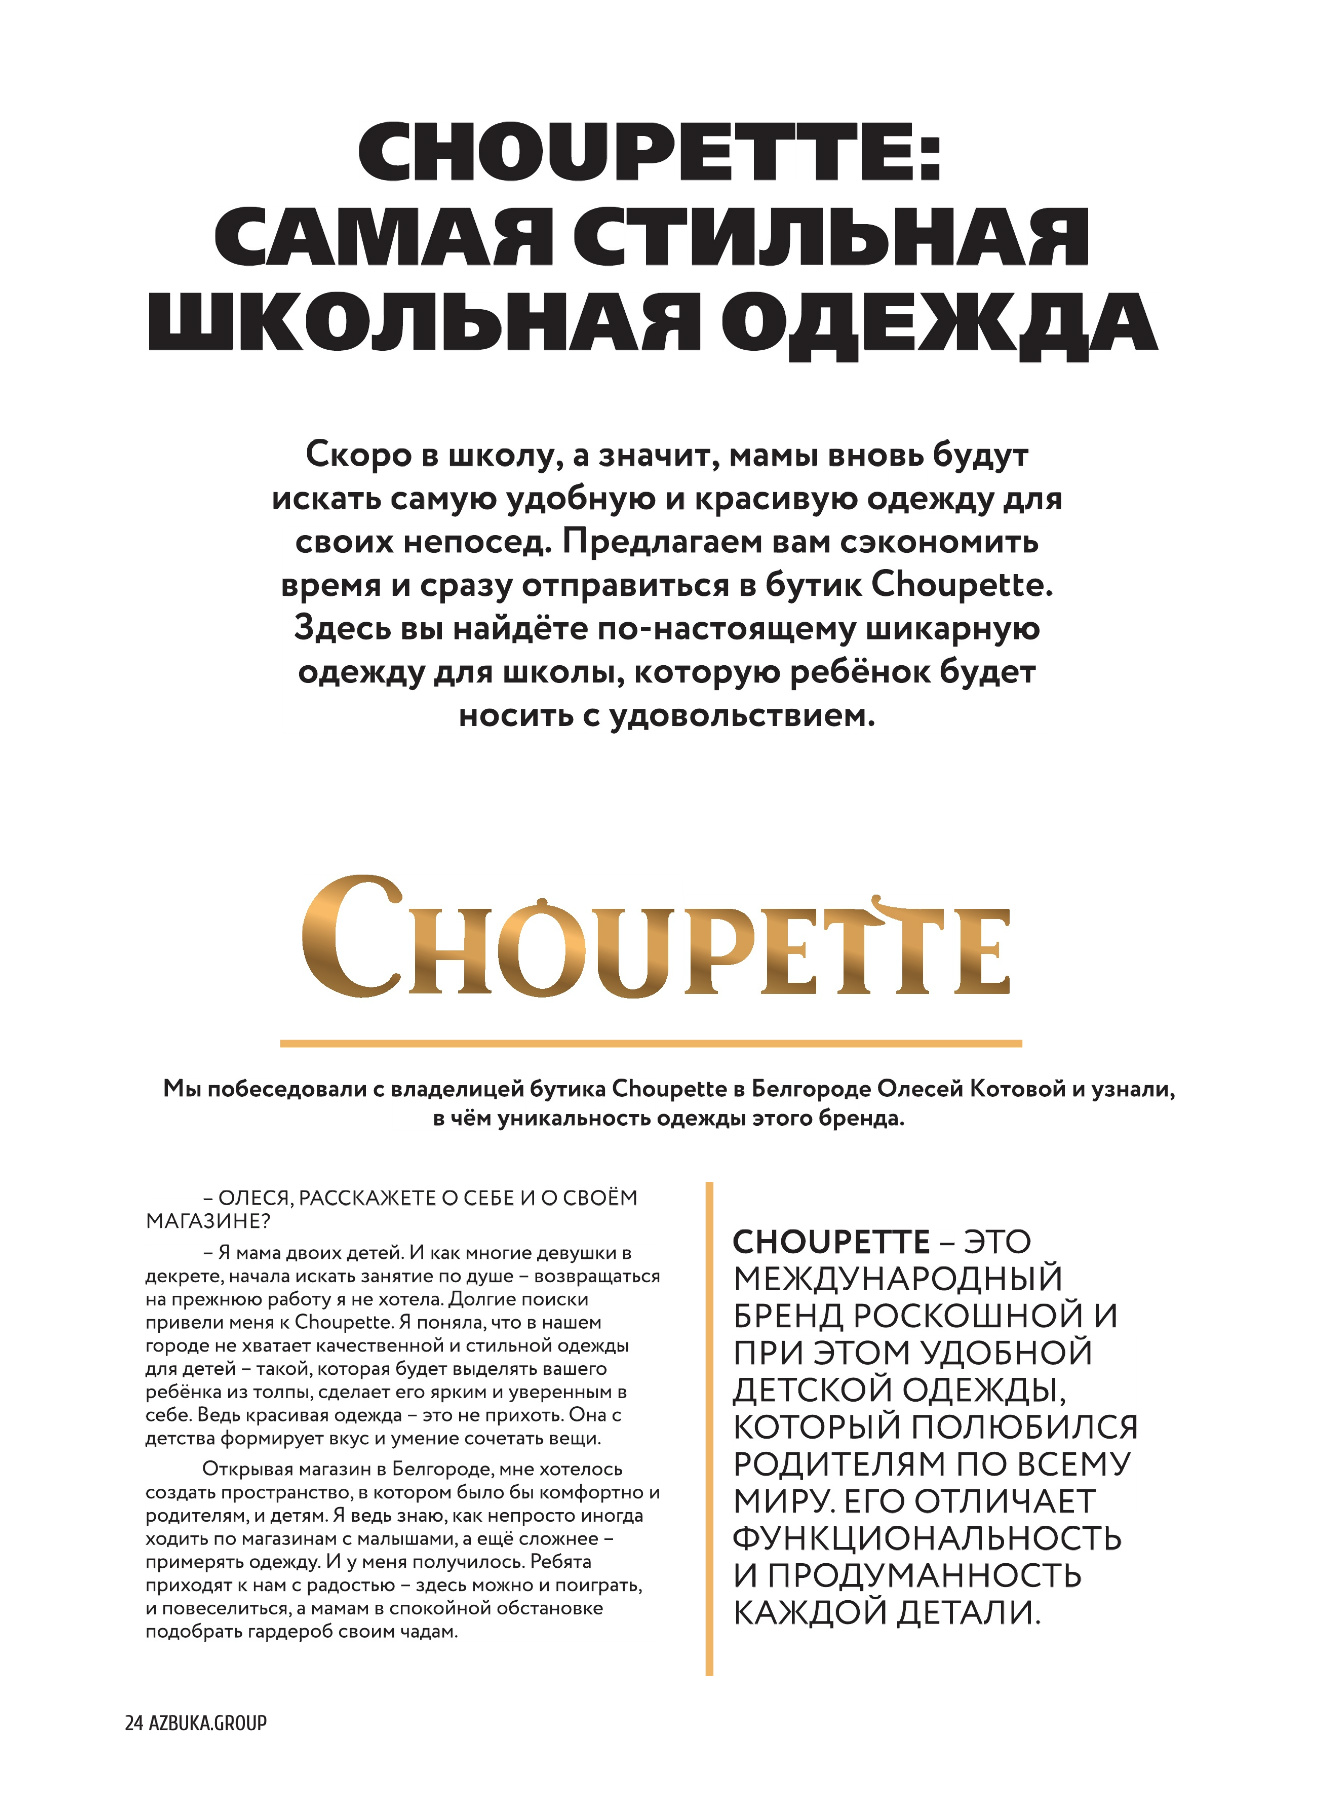 CHOUPETTE:
САМАЯ СТИЛЬНАЯ
ШКОЛЬНАЯ ОДЕЖДА
Скоро в школу, а значит, мамы вновь будут
искать самую удобную и красивую одежду для
своих непосед. Предлагаем вам сэкономить
время и сразу отправиться в бутик Choupette.
Здесь вы найдёте по-настоящему шикарную
одежду для школы, которую ребёнок будет
носить с удовольствием.
CHOUPETTE
Мы побеседовали с владелицей бутика Choupette в Белгороде Олесей Котовой и узнали,
в чём уникальность одежды этого бренда.
– ОЛЕСЯ, РАССКАЖЕТЕ О СЕБЕ И О СВОЁМ
МАГАЗИНЕ?
– Я мама двоих детей. И как многие девушки в
декрете, начала искать занятие по душе – возвращаться
на прежнюю работу я не хотела. Долгие поиски
привели меня к Choupette. Я поняла, что в нашем
городе не хватает качественной и стильной одежды
для детей – такой, которая будет выделять вашего
ребёнка из толпы, сделает его ярким и уверенным в
себе. Ведь красивая одежда – это не прихоть. Она с
детства формирует вкус и умение сочетать вещи.
Открывая магазин в Белгороде, мне хотелось
создать пространство, в котором было бы комфортно и
родителям, и детям. Я ведь знаю, как непросто иногда
ходить по магазинам с малышами, а ещё сложнее –
примерять одежду. И у меня получилось. Ребята
приходят к нам с радостью – здесь можно и поиграть,
и повеселиться, а мамам в спокойной обстановке
подобрать гардероб своим чадам.
CHOUPETTE – ЭТО
МЕЖДУНАРОДНЫЙ
БРЕНД РОСКОШНОЙ И
ПРИ ЭТОМ УДОБНОЙ
ДЕТСКОЙ ОДЕЖДЫ,
КОТОРЫЙ ПОЛЮБИЛСЯ
РОДИТЕЛЯМ ПО ВСЕМУ
МИРУ. ЕГО ОТЛИЧАЕТ
ФУНКЦИОНАЛЬНОСТЬ
И ПРОДУМАННОСТЬ
КАЖДОЙ ДЕТАЛИ.
24 AZBUKA.GROUP